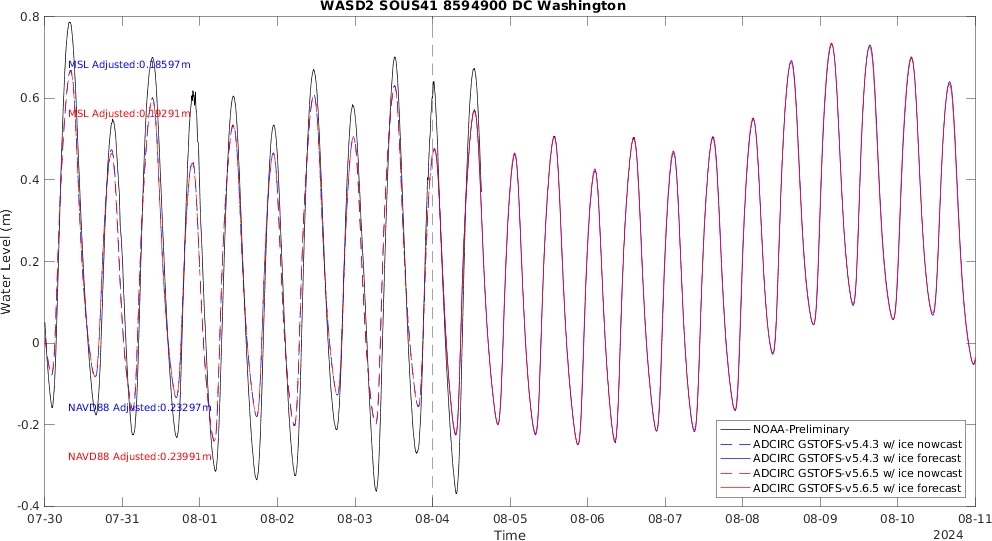 WASD2 SOUS41 8594900 DC Washington
0.8
0.6
0.4
0.2
0
-0.2
-0.4
Water Level (m)
MSL Adjusted:0.18597m
MSL Adjusted:0.19291m
NAVD88 Adjusted:0.23297m
NAVD88 Adjusted:0.23991m
NOAA-Preliminary
ADCIRC GSTOFS-v5.4.3 w/ ice nowcast
ADCIRC GSTOFS-v5.4.3 w/ ice forecast
ADCIRC GSTOFS-v5.6.5 w/ ice nowcast
ADCIRC GSTOFS-v5.6.5 w/ ice forecast
07-30 07-31 08-01 08-02 08-03 08-04 08-05 08-06 08-07 08-08 08-09 08-10 08-11
Time
2024